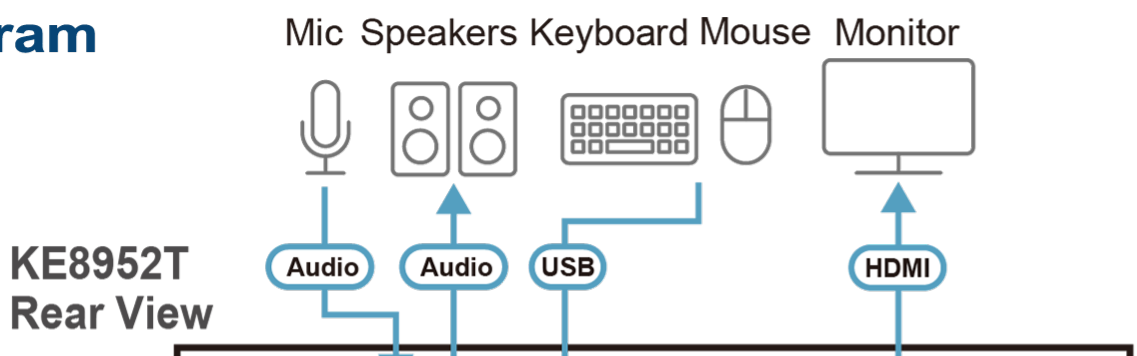 ram
Mic Speakers Keyboard Mouse Monitor
Audio Audio USB HDMI
KE8952T
Rear View